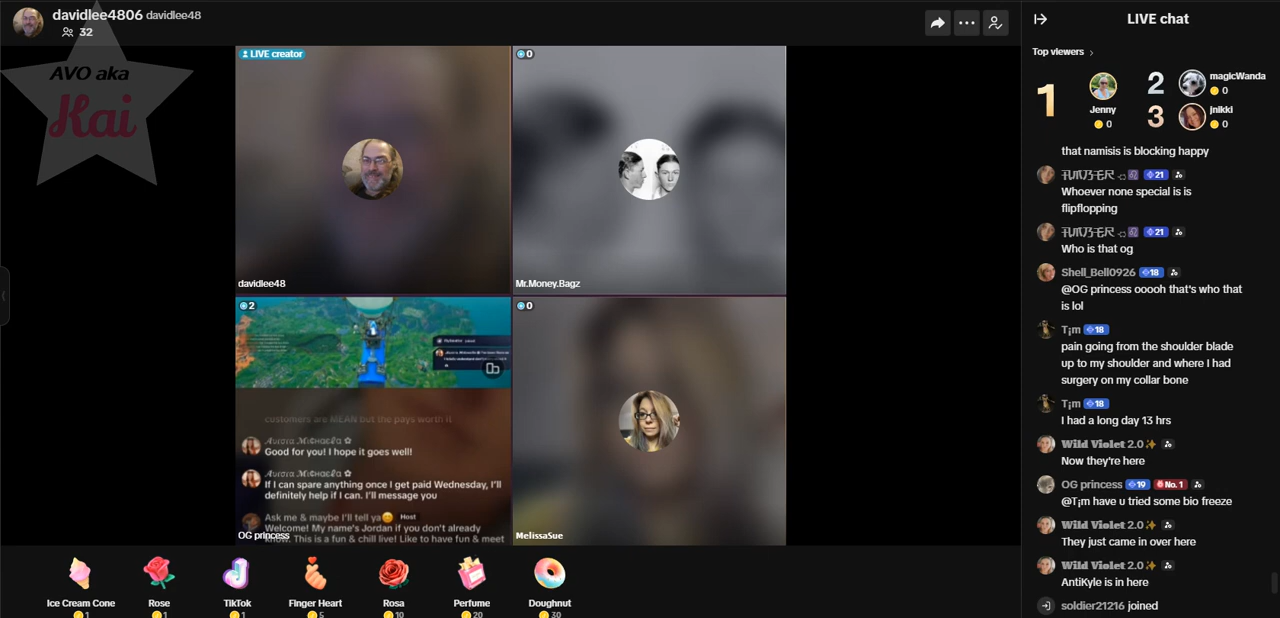 davidlee4806 davidlee48
32
AVO aka
Kai
LIVE creator
davidlee48
0
Mr.Money.Bagz
2
customers are MEAN but the pays worth it
Aurora Michaela ✿
Good for you! I hope it goes well!
Aurora Michaela ✿
If I can spare anything once I get paid Wednesday, I'll
definitely help if I can. I'll message you
Ask me & maybe I'll tell ya😊 Host
Welcome! My name's Jordan if you don't already
know. This is a fun & chill live! Like to have fun & meet
OG princess
0
MelissaSue
Ice Cream Cone
1
Rose
1
TikTok
1
Finger Heart
5
Rosa
10
Perfume
20
Doughnut
30
LIVE chat
Top viewers
1
Jenny
0
2
magicWanda
0
3
jnikki
0
that namisis is blocking happy
21
Whoever none special is is
flipflopping
21
Who is that og
Shell_Bell0926 18
@OG princess ooooh that's who that
is lol
T¡m 18
pain going from the shoulder blade
up to my shoulder and where I had
surgery on my collar bone
T¡m 18
I had a long day 13 hrs
Wild Violet 2.0✨
Now they're here
OG princess 19 No. 1
@T¡m have u tried some bio freeze
Wild Violet 2.0✨
They just came in over here
Wild Violet 2.0✨
AntiKyle is in here
soldier21216 joined